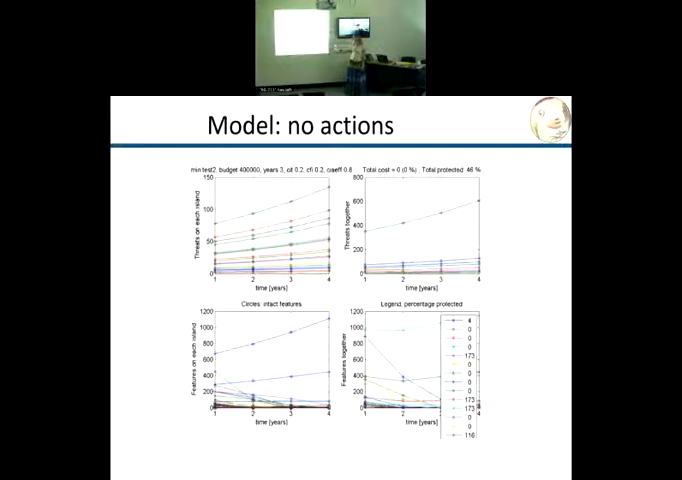 Model: no actions
min test2, budget 400000, years 3, cit 0.2, cfi 0.2, caeff 0.8
Total cost = 0 (0 %) . Total protected: 46 %
150
100
50
0
Threats on each island
1 2 3 4
time [years]
800
600
400
200
0
Threats together
1 2 3 4
time [years]
Circles: intact features
1200
1000
800
600
400
200
0
Features on each island
1 2 3 4
time [years]
Legend, percentage protected
1200
1000
800
600
400
200
0
Features together
1 2 3 4
time [years]
4
0
0
0
173
0
0
0
0
173
173
0
0
116